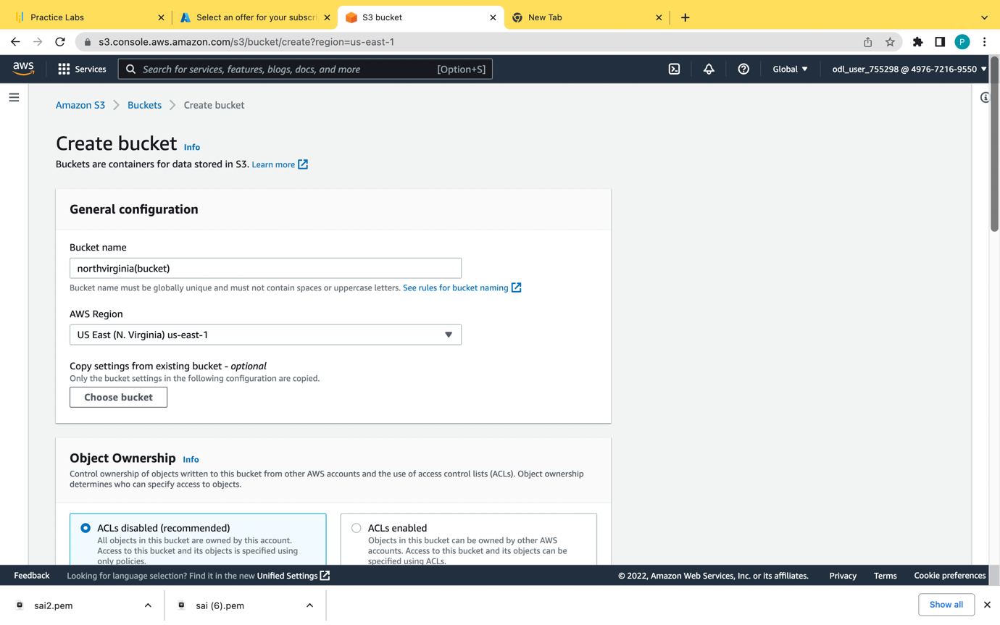 Practice Labs
Select an offer for your subscri
S3 bucket
New Tab
s3.console.aws.amazon.com/s3/bucket/create?region=us-east-1
P
aws
Services
Search for services, features, blogs, docs, and more
[Option+S]
Global
odl_user_755298 @ 4976-7216-9550
Amazon S3
Buckets
Create bucket
Create bucket Info
Buckets are containers for data stored in S3. Learn more
General configuration
Bucket name
northvirginia(bucket)
Bucket name must be globally unique and must not contain spaces or uppercase letters. See rules for bucket naming
AWS Region
US East (N. Virginia) us-east-1
Copy settings from existing bucket - optional
Only the bucket settings in the following configuration are copied.
Choose bucket
Object Ownership Info
Control ownership of objects written to this bucket from other AWS accounts and the use of access control lists (ACLs). Object ownership
determines who can specify access to objects.
ACLs disabled (recommended)
All objects in this bucket are owned by this account.
Access to this bucket and its objects is specified using
only policies.
ACLs enabled
Objects in this bucket can be owned by other AWS
accounts. Access to this bucket and its objects can be
specified using ACLs.
Feedback
Looking for language selection? Find it in the new Unified Settings
© 2022, Amazon Web Services, Inc. or its affiliates.
Privacy
Terms
Cookie preferences
sai2.pem
sai (6).pem
Show all